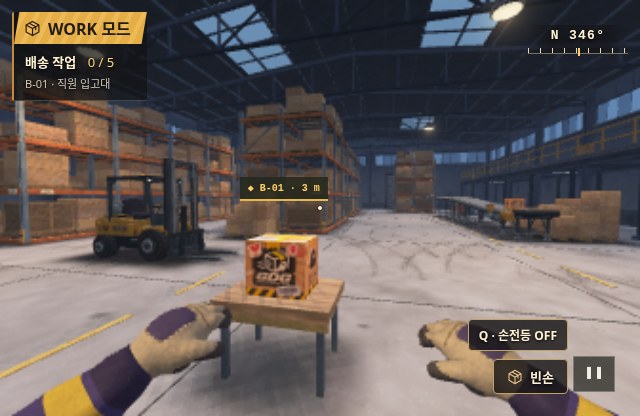 WORK 모드
배송 작업 0 / 5
B-01 · 직원 입고대
N 346°
◆ B-01 · 3 m
Q · 손전등 OFF
빈손